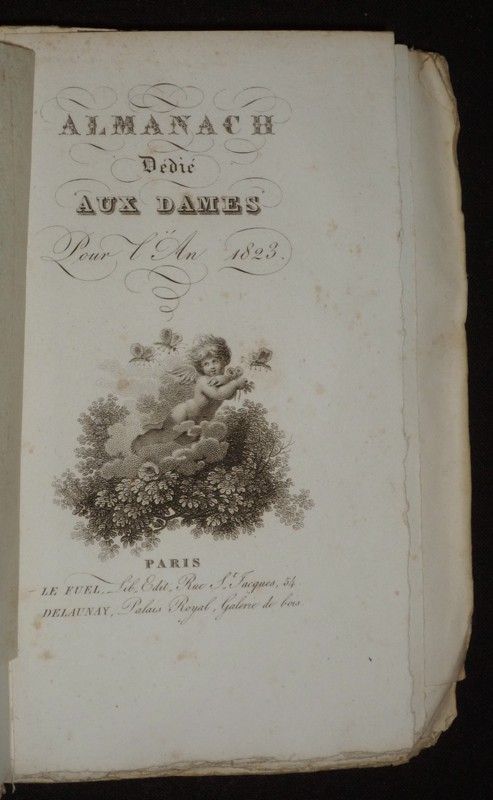 ALMANACH
Dédié
AUX DAMES
Pour l'An 1823.
PARIS
LE FUEL, Lib. Edit. Rue St. Jacques, 54
DELAUNAY, Palais Royal, Galerie de bois